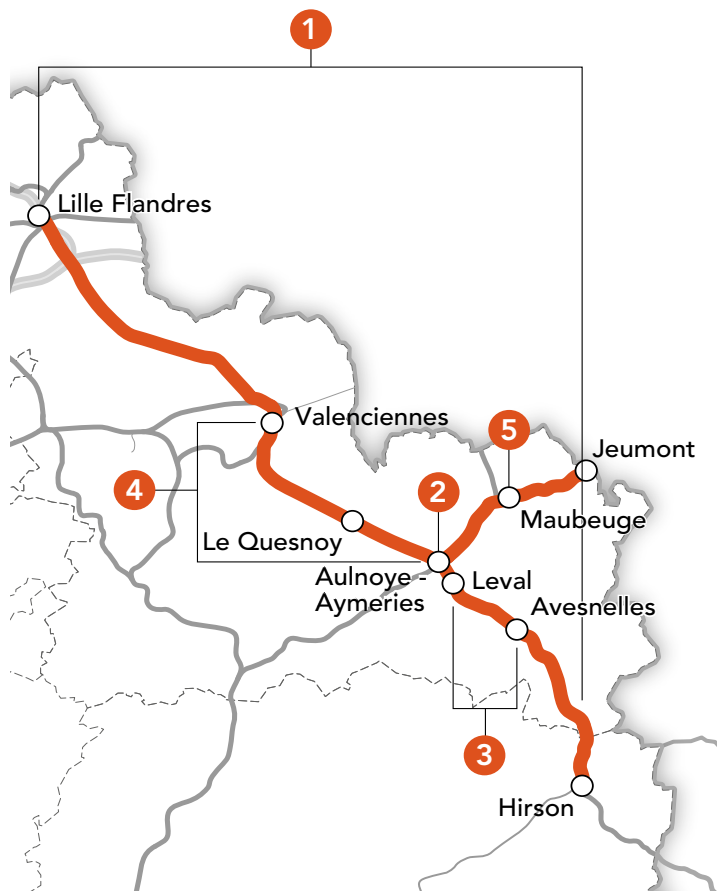 1
Lille Flandres
Valenciennes
5
Jeumont
4
2
Maubeuge
Le Quesnoy
Aulnoye -
Aymeries
Leval
Avesnelles
3
Hirson